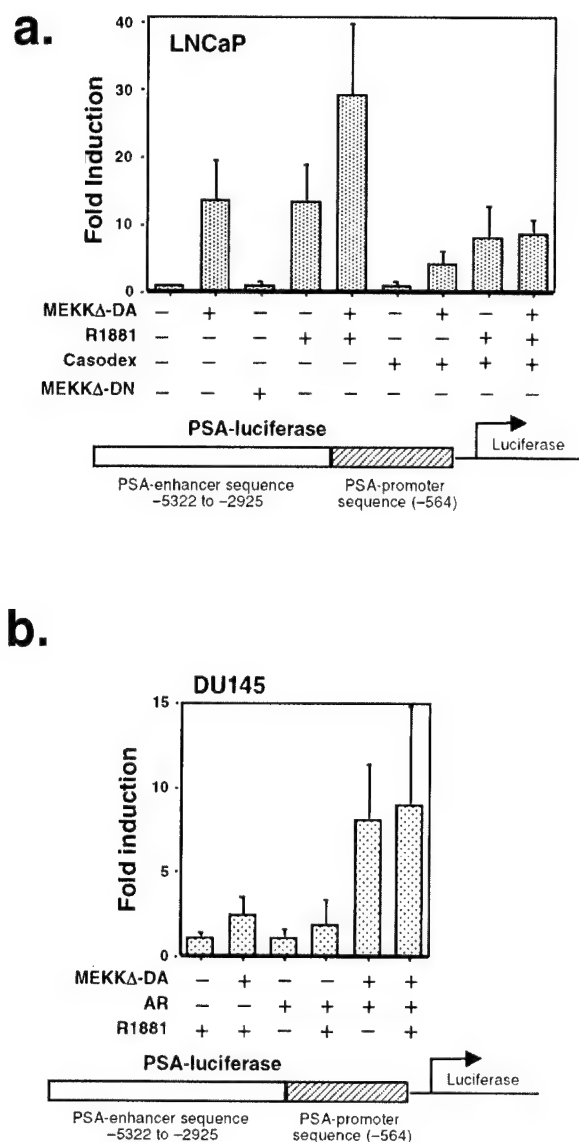 a.
LNCaP
Fold Induction
40
30
20
10
0
MEKKΔ-DA – + – – + – + – +
R1881 – – – + + – – + +
Casodex – – – – – + + + +
MEKKΔ-DN – – + – – – – – –
PSA-luciferase
Luciferase
PSA-enhancer sequence
–5322 to –2925
PSA-promoter
sequence (–564)
b.
DU145
Fold induction
15
10
5
0
MEKKΔ-DA – + – – + +
AR – – + + + +
R1881 + + – + – +
PSA-luciferase
Luciferase
PSA-enhancer sequence
–5322 to –2925
PSA-promoter
sequence (–564)